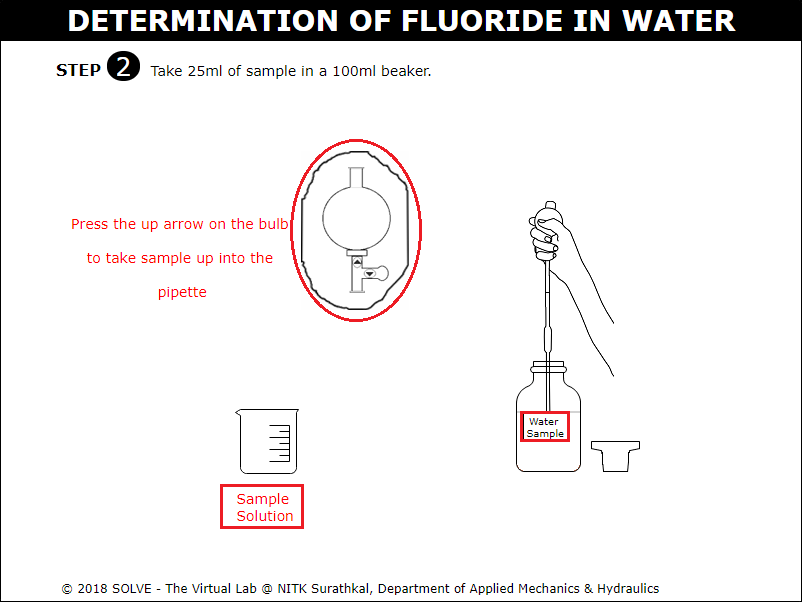 DETERMINATION OF FLUORIDE IN WATER
STEP 2 Take 25ml of sample in a 100ml beaker.
Press the up arrow on the bulb
to take sample up into the
pipette
Water
Sample
Sample
Solution
© 2018 SOLVE - The Virtual Lab @ NITK Surathkal, Department of Applied Mechanics & Hydraulics